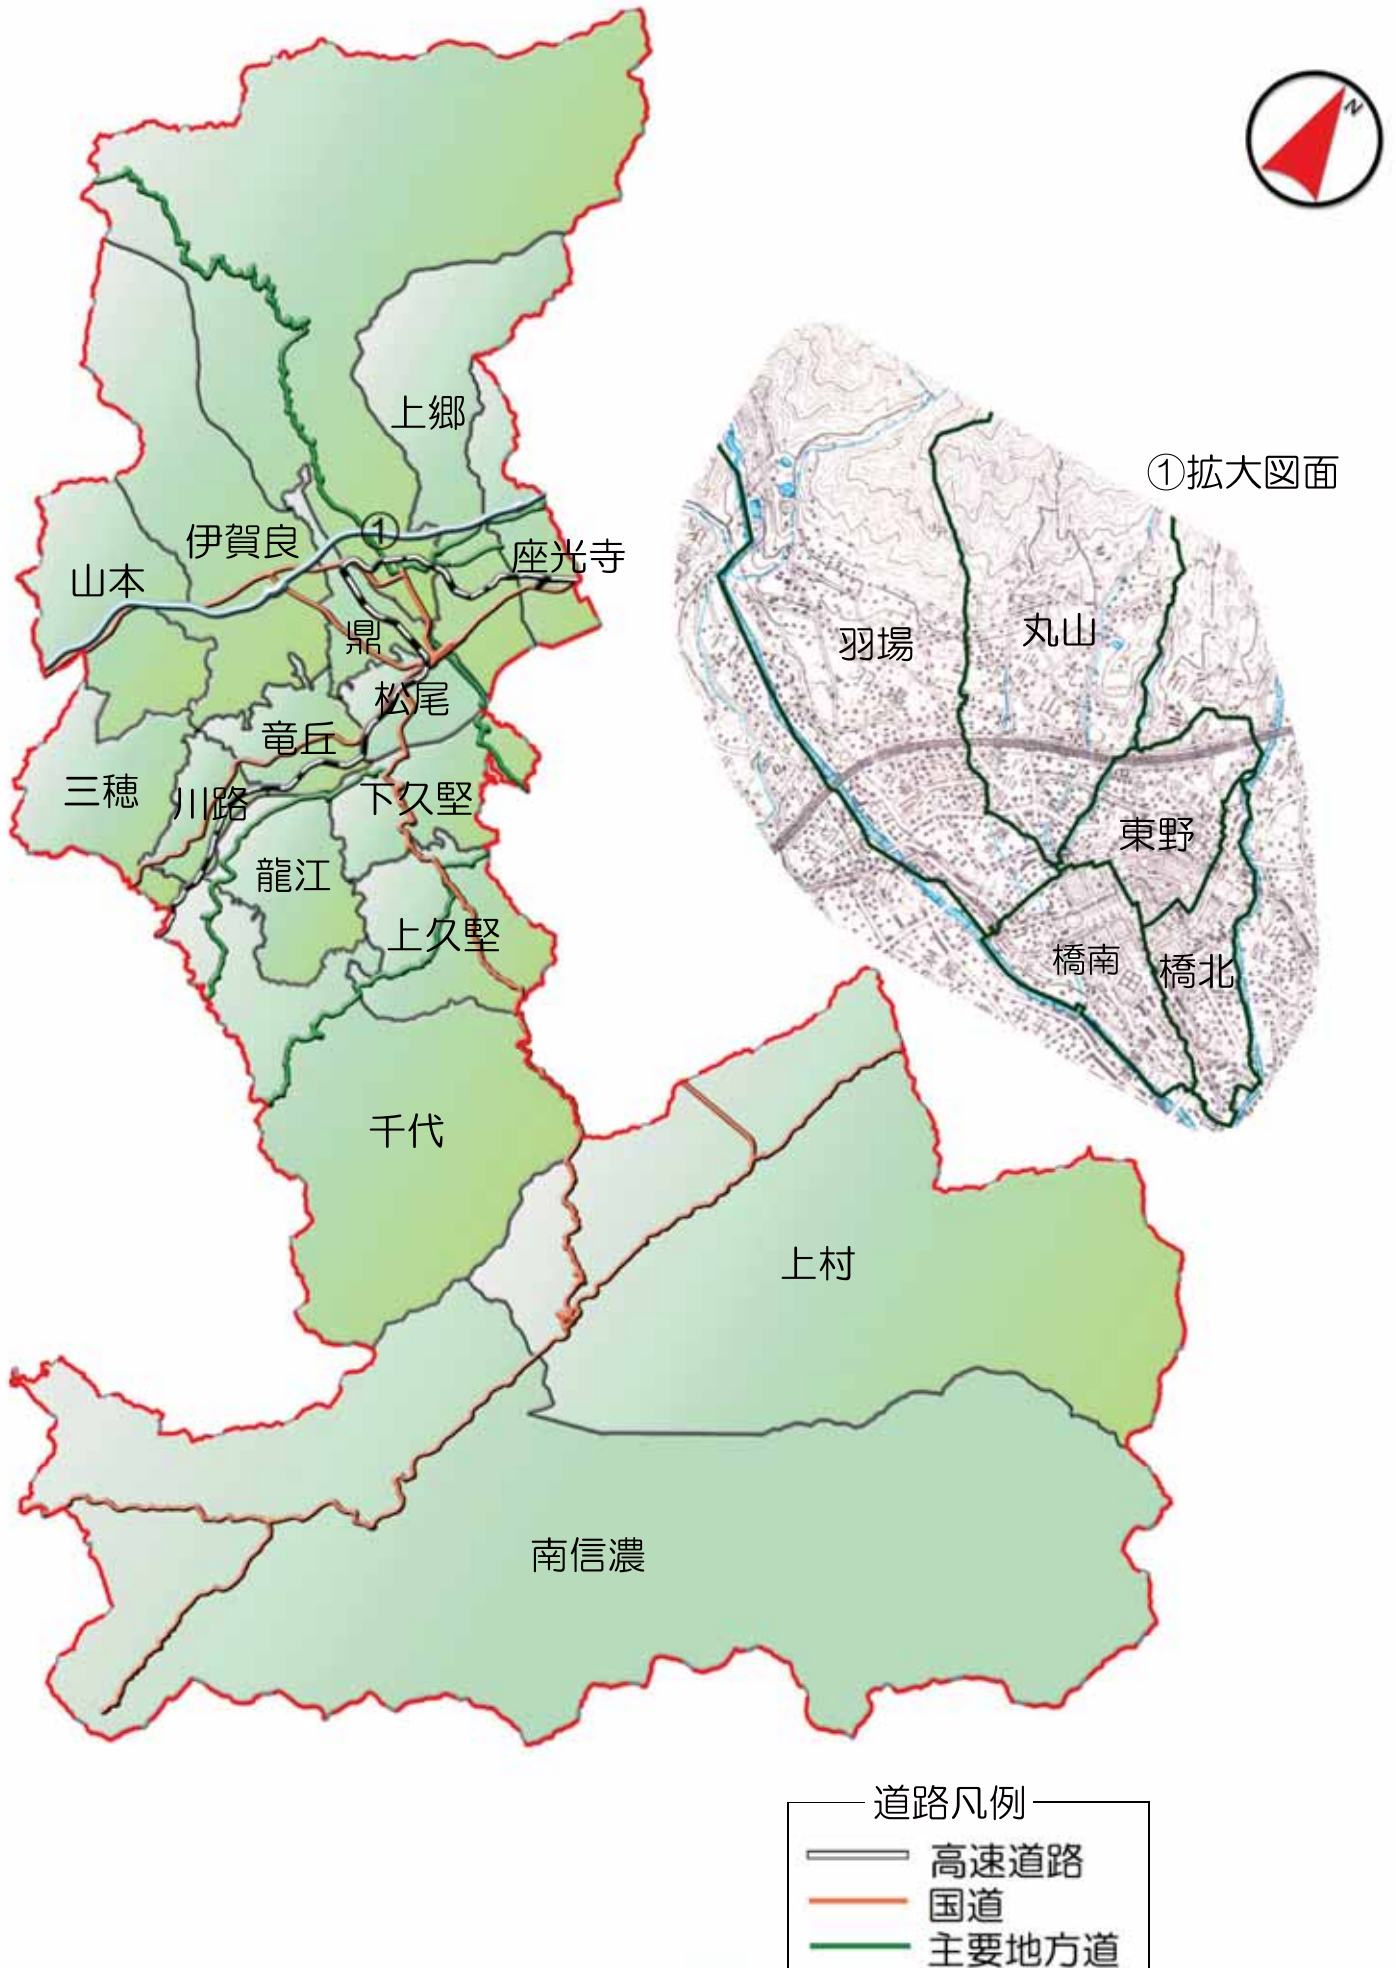 N
上郷
①拡大図面
①
伊賀良
座光寺
山本
羽場
丸山
鼎
松尾
竜丘
三穂
川路
下久堅
東野
龍江
上久堅
橋南
橋北
千代
上村
南信濃
道路凡例
高速道路
国道
主要地方道